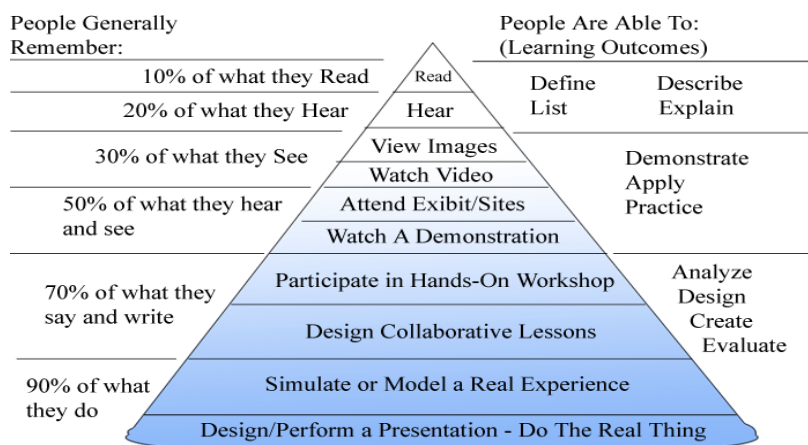 People Generally
Remember:
People Are Able To:
(Learning Outcomes)
10% of what they Read
Read
Define
Describe
20% of what they Hear
Hear
List
Explain
30% of what they See
View Images
Watch Video
Demonstrate
Apply
Practice
50% of what they hear
and see
Attend Exibit/Sites
Watch A Demonstration
70% of what they
say and write
Participate in Hands-On Workshop
Design Collaborative Lessons
Analyze
Design
Create
Evaluate
90% of what
they do
Simulate or Model a Real Experience
Design/Perform a Presentation - Do The Real Thing